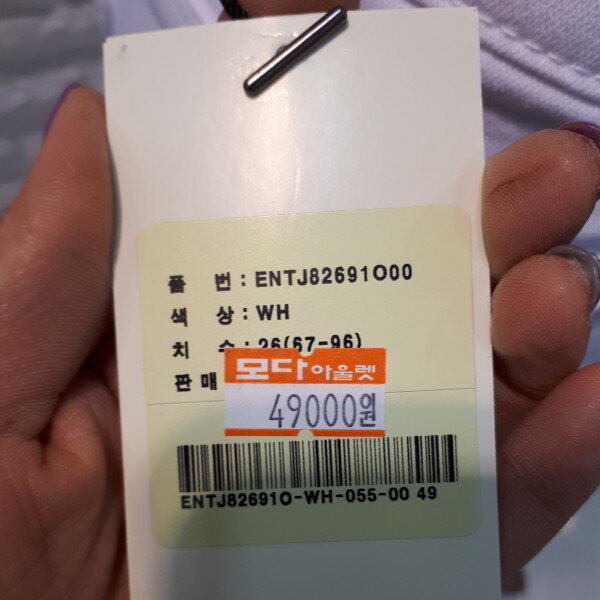 품 번 : ENTJ82691O00
색 상 : WH
치 수 : 26(67-96)
판 매
모다아울렛
49000원
ENTJ82691O-WH-055-00 49